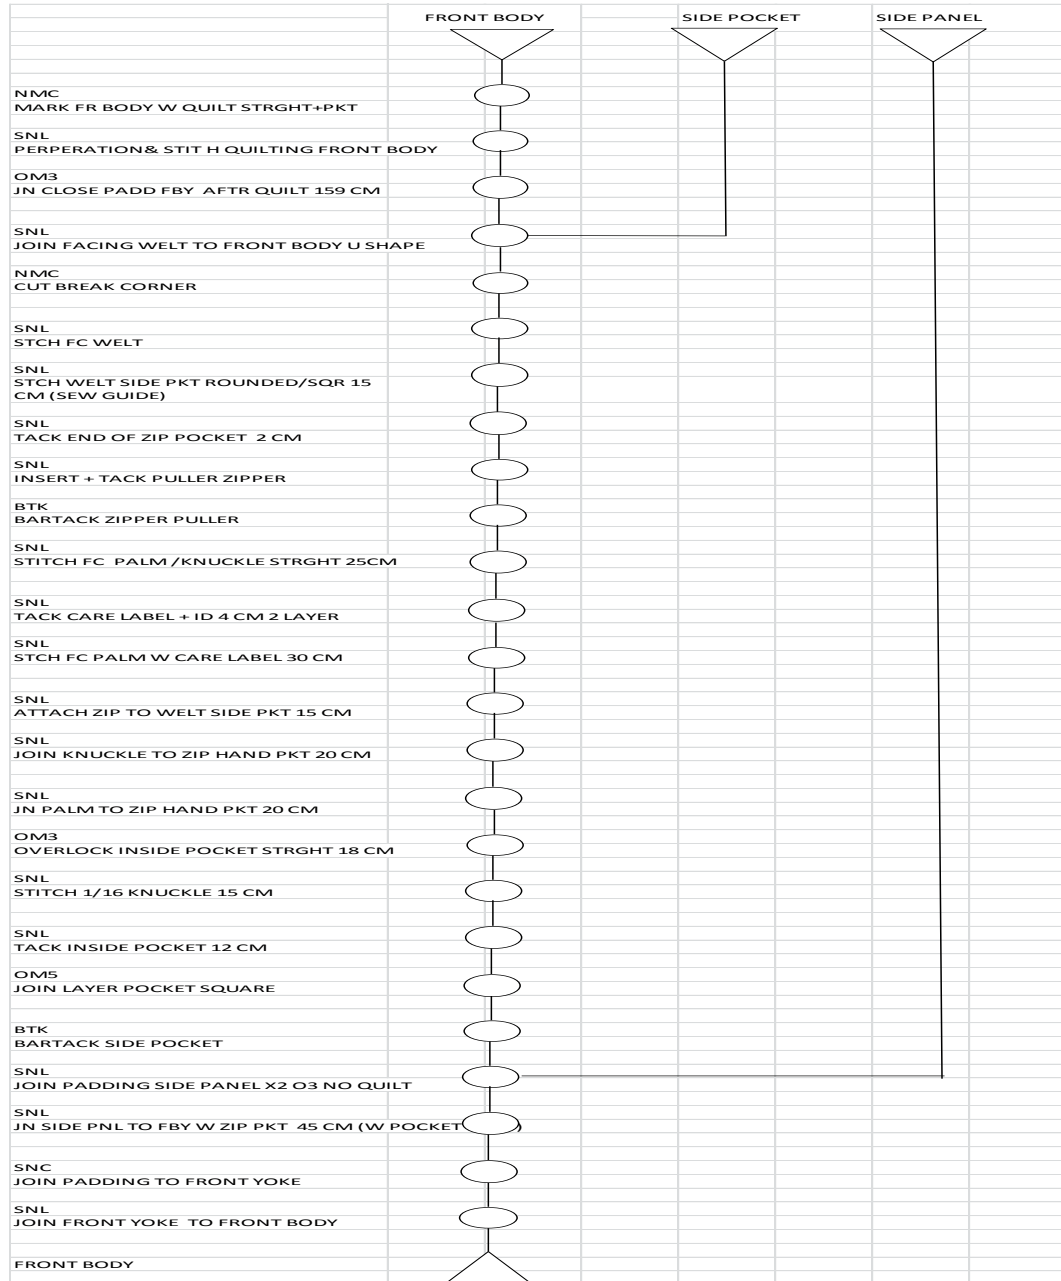 FRONT BODY SIDE POCKET SIDE PANEL
NMC
MARK FR BODY W QUILT STRGHT+PKT
SNL
PERPERATION& STIT H QUILTING FRONT BODY
OM3
JN CLOSE PADD FBY AFTR QUILT 159 CM
SNL
JOIN FACING WELT TO FRONT BODY U SHAPE
NMC
CUT BREAK CORNER
SNL
STCH FC WELT
SNL
STCH WELT SIDE PKT ROUNDED/SQR 15
CM (SEW GUIDE)
SNL
TACK END OF ZIP POCKET 2 CM
SNL
INSERT + TACK PULLER ZIPPER
BTK
BARTACK ZIPPER PULLER
SNL
STITCH FC PALM /KNUCKLE STRGHT 25CM
SNL
TACK CARE LABEL + ID 4 CM 2 LAYER
SNL
STCH FC PALM W CARE LABEL 30 CM
SNL
ATTACH ZIP TO WELT SIDE PKT 15 CM
SNL
JOIN KNUCKLE TO ZIP HAND PKT 20 CM
SNL
JN PALM TO ZIP HAND PKT 20 CM
OM3
OVERLOCK INSIDE POCKET STRGHT 18 CM
SNL
STITCH 1/16 KNUCKLE 15 CM
SNL
TACK INSIDE POCKET 12 CM
OM5
JOIN LAYER POCKET SQUARE
BTK
BARTACK SIDE POCKET
SNL
JOIN PADDING SIDE PANEL X2 O3 NO QUILT
SNL
JN SIDE PNL TO FBY W ZIP PKT 45 CM (W POCKET )
SNC
JOIN PADDING TO FRONT YOKE
SNL
JOIN FRONT YOKE TO FRONT BODY
FRONT BODY